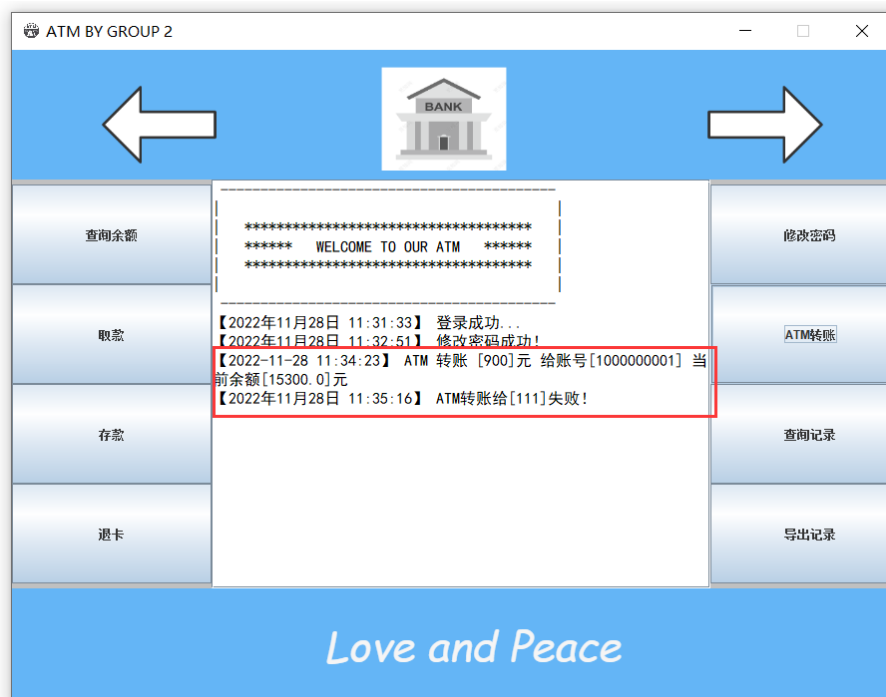 ATM BY GROUP 2
BANK
查询余额
取款
存款
退卡
------------------------------------------
| |
| ************************************ |
| ****** WELCOME TO OUR ATM ****** |
| ************************************ |
| |
------------------------------------------
【2022年11月28日 11:31:33】 登录成功...
【2022年11月28日 11:32:51】 修改密码成功!
【2022-11-28 11:34:23】 ATM 转账 [900]元 给账号[1000000001] 当
前余额[15300.0]元
【2022年11月28日 11:35:16】 ATM转账给[111]失败!
修改密码
ATM转账
查询记录
导出记录
Love and Peace